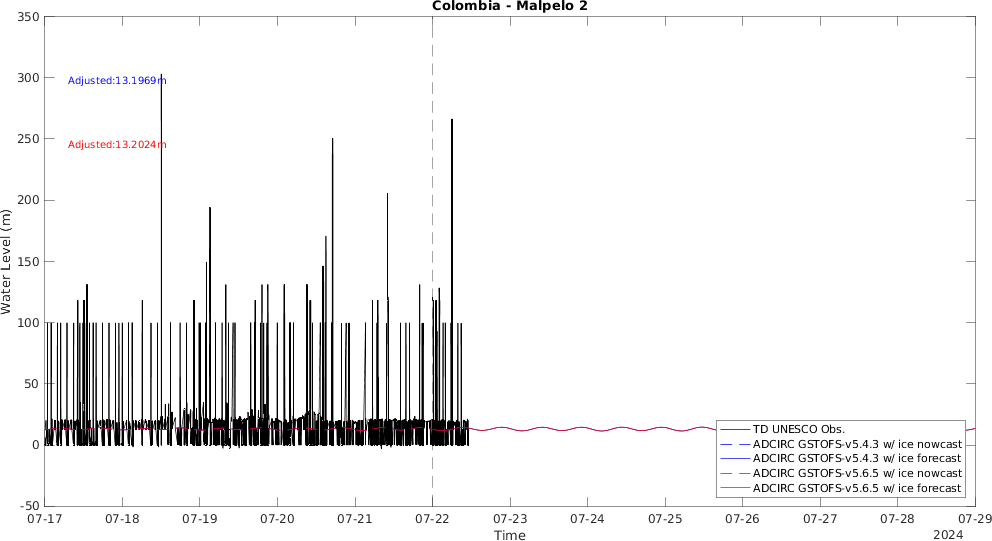 Colombia - Malpelo 2
350
300
250
200
150
100
50
0
-50
Water Level (m)
Adjusted:13.1969m
Adjusted:13.2024m
TD UNESCO Obs.
ADCIRC GSTOFS-v5.4.3 w/ ice nowcast
ADCIRC GSTOFS-v5.4.3 w/ ice forecast
ADCIRC GSTOFS-v5.6.5 w/ ice nowcast
ADCIRC GSTOFS-v5.6.5 w/ ice forecast
07-17 07-18 07-19 07-20 07-21 07-22 07-23 07-24 07-25 07-26 07-27 07-28 07-29
Time
2024